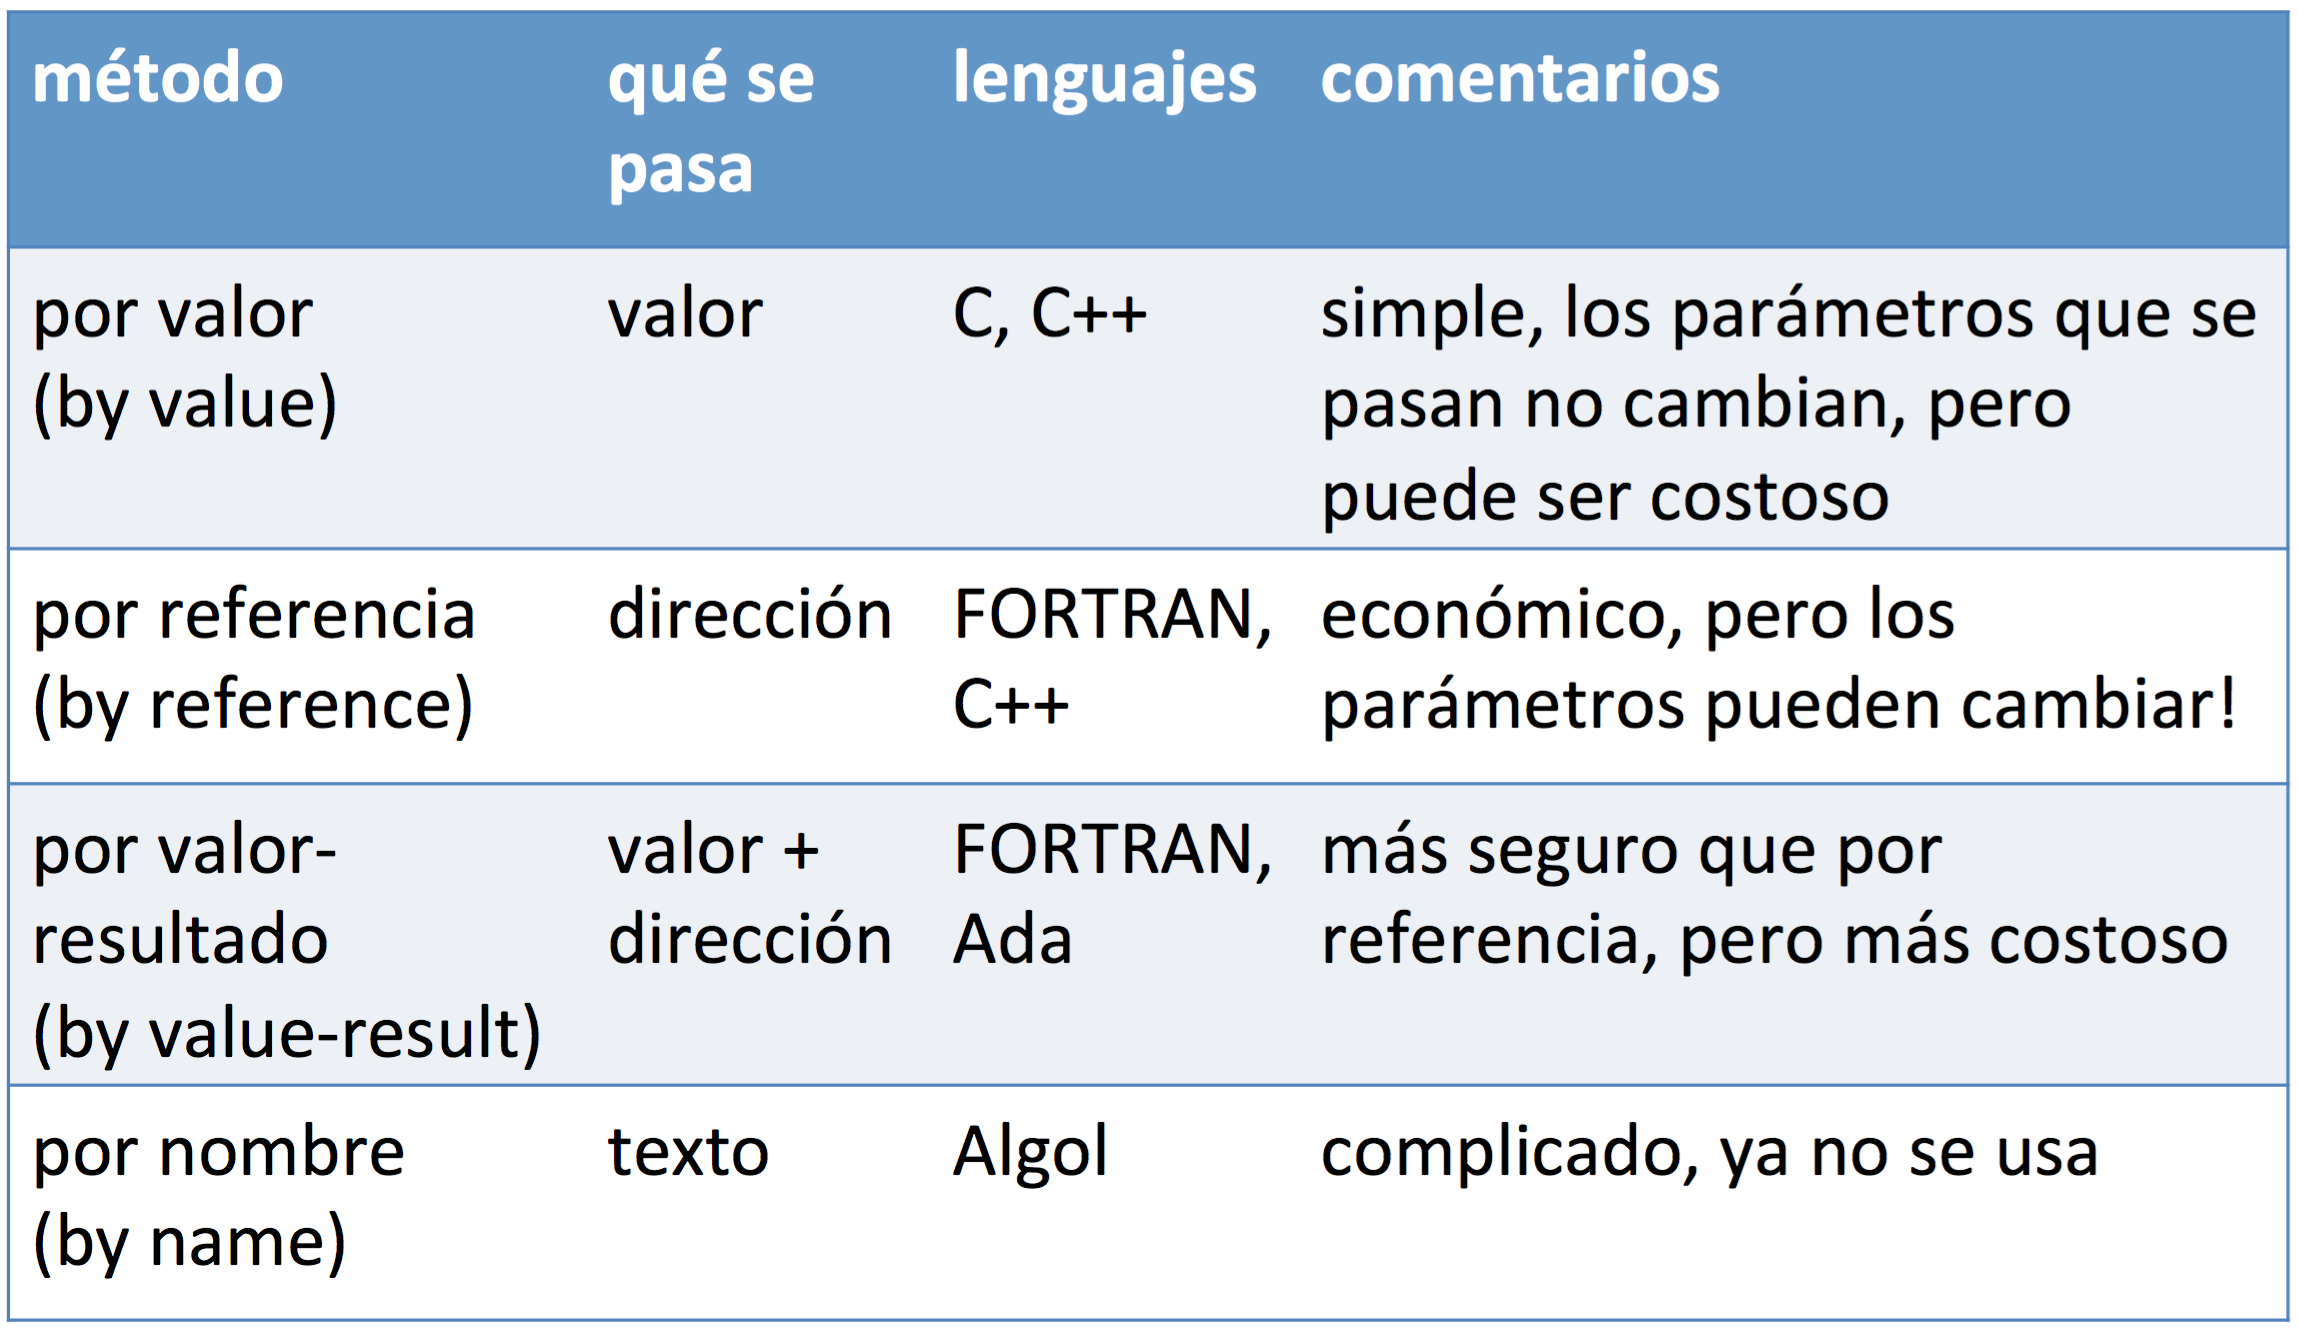 método qué se lenguajes comentarios
pasa
por valor valor C, C++ simple, los parámetros que se
(by value) pasan no cambian, pero
puede ser costoso
por referencia dirección FORTRAN, económico, pero los
(by reference) C++ parámetros pueden cambiar!
por valor- valor + FORTRAN, más seguro que por
resultado dirección Ada referencia, pero más costoso
(by value-result)
por nombre texto Algol complicado, ya no se usa
(by name)